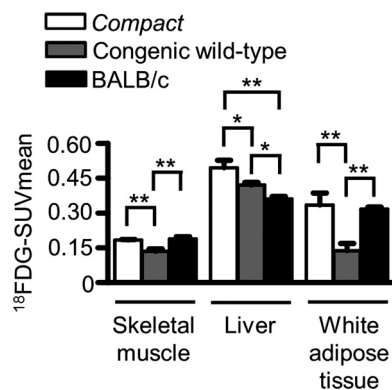 Compact
Congenic wild-type
BALB/c
** 
* *
** **
** **
¹⁸FDG-SUVmean
0.60
0.45
0.30
0.15
0
Skeletal
muscle
Liver
White
adipose
tissue